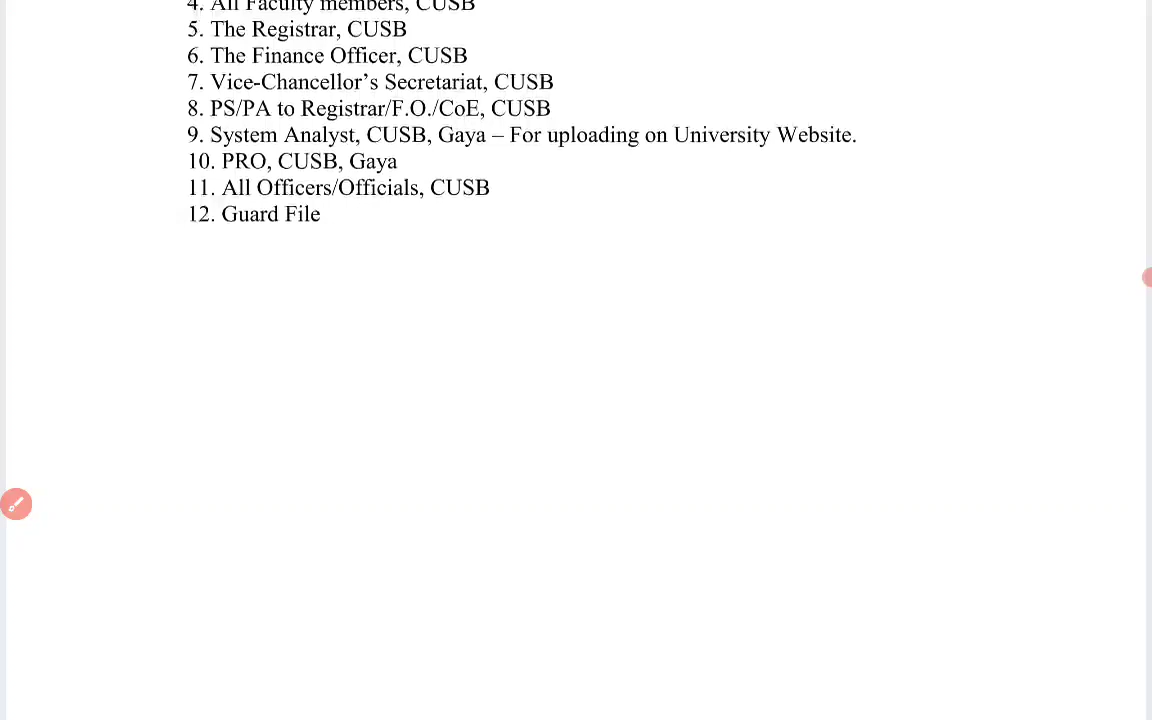 4. All Faculty members, CUSB
5. The Registrar, CUSB
6. The Finance Officer, CUSB
7. Vice-Chancellor’s Secretariat, CUSB
8. PS/PA to Registrar/F.O./CoE, CUSB
9. System Analyst, CUSB, Gaya – For uploading on University Website.
10. PRO, CUSB, Gaya
11. All Officers/Officials, CUSB
12. Guard File